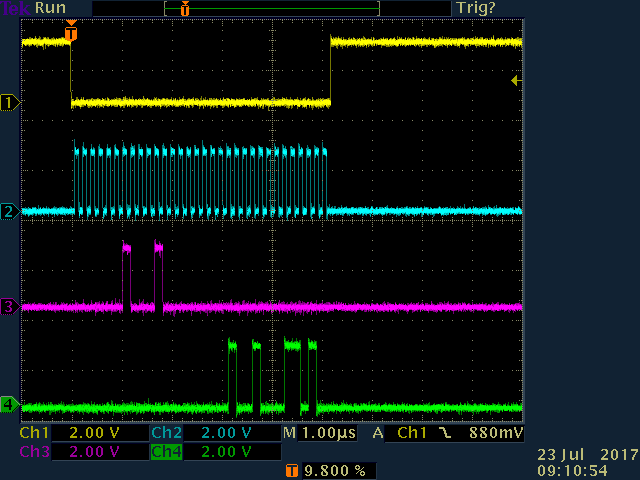 Tek Run Trig?
T
T
1
2
3
4
Ch1 2.00 V Ch2 2.00 V M 1.00µs A Ch1 880mV
Ch3 2.00 V Ch4 2.00 V
T 9.800 %
23 Jul 2017
09:10:54